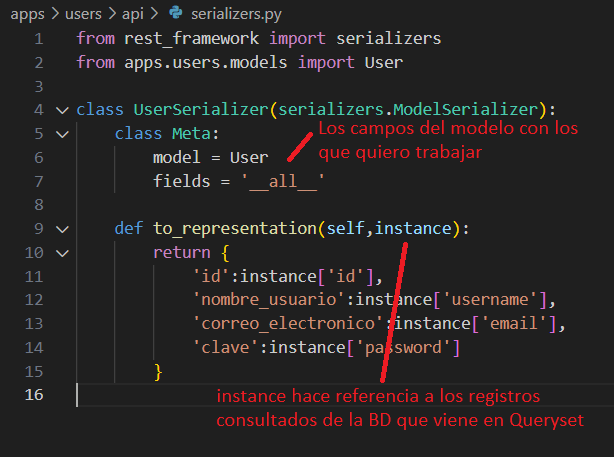 apps > users > api > serializers.py
1 from rest_framework import serializers
2 from apps.users.models import User
3
4 class UserSerializer(serializers.ModelSerializer):
5 class Meta:
Los campos del modelo con los
6 model = User
que quiero trabajar
7 fields = '__all__'
8
9 def to_representation(self,instance):
10 return {
11 'id':instance['id'],
12 'nombre_usuario':instance['username'],
13 'correo_electronico':instance['email'],
14 'clave':instance['password']
15 }
16
instance hace referencia a los registros
consultados de la BD que viene en Queryset